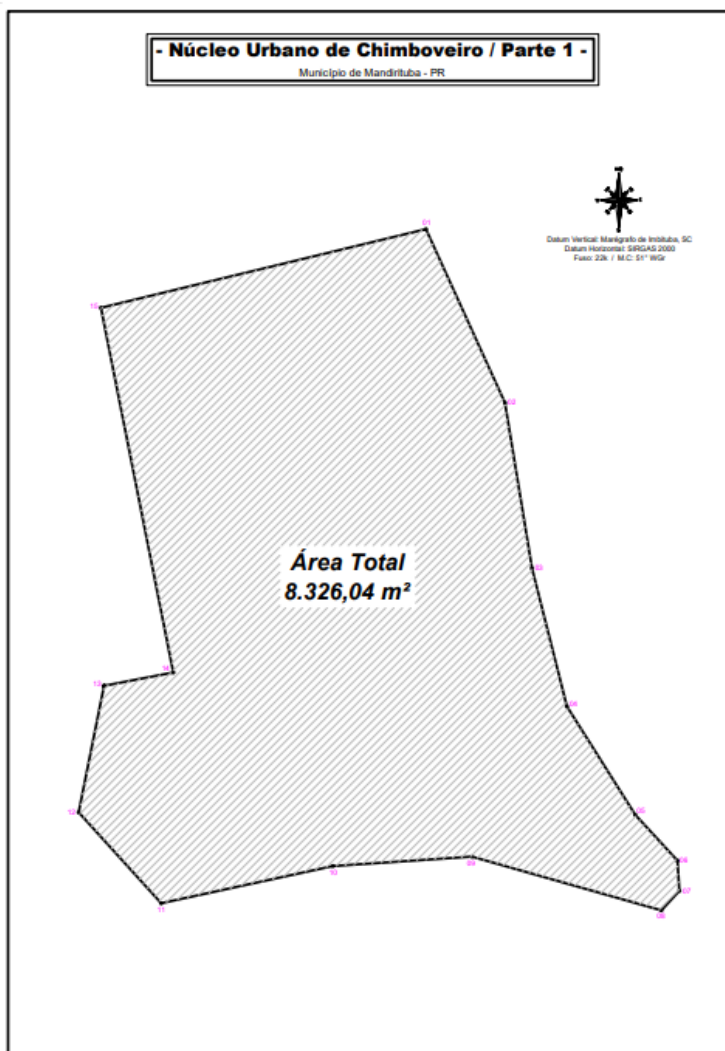 - Núcleo Urbano de Chimboveiro / Parte 1 -
Município de Mandirituba - PR
Datum Vertical: Marégrafo de Imbituba, SC
Datum Horizontal: SIRGAS 2000
Fuso: 22k / M.C: 51° WGr
01
15
02
Área Total
8.326,04 m²
03
14
13
04
12
05
06
09
10
07
11
08